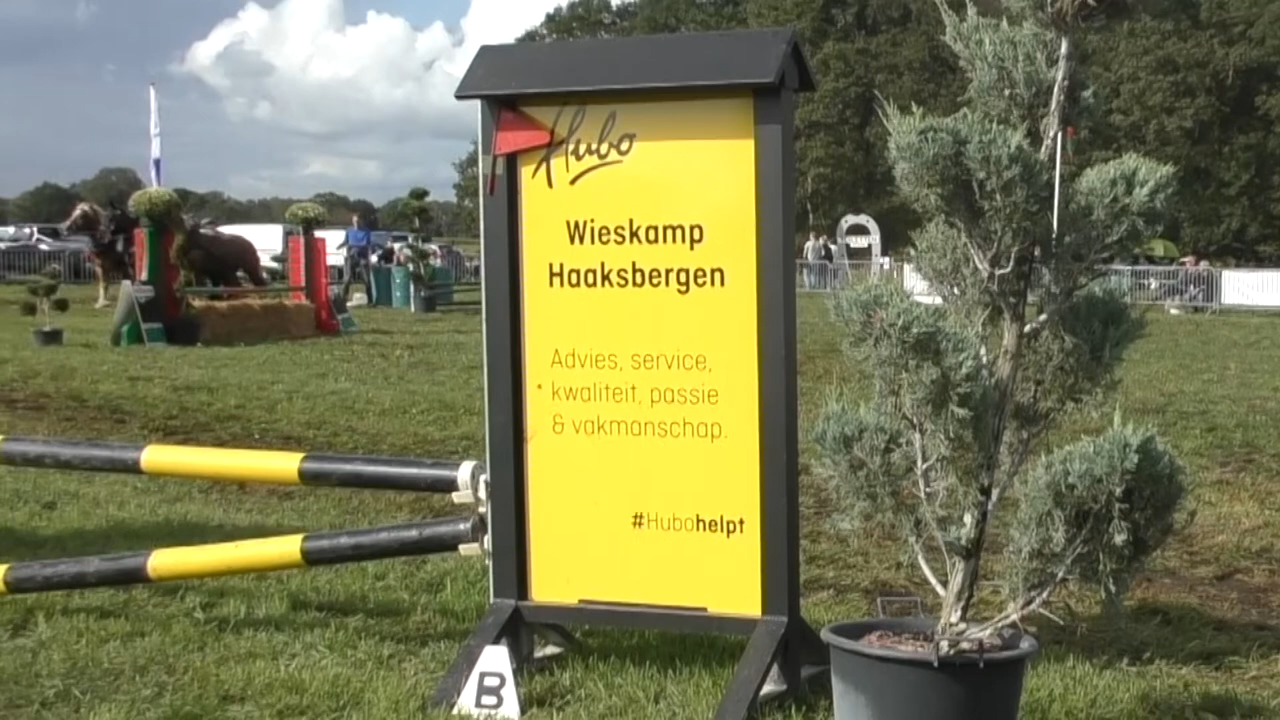 Hubo
Wieskamp
Haaksbergen
Advies, service,
kwaliteit, passie
& vakmanschap.
#Hubohelpt
B